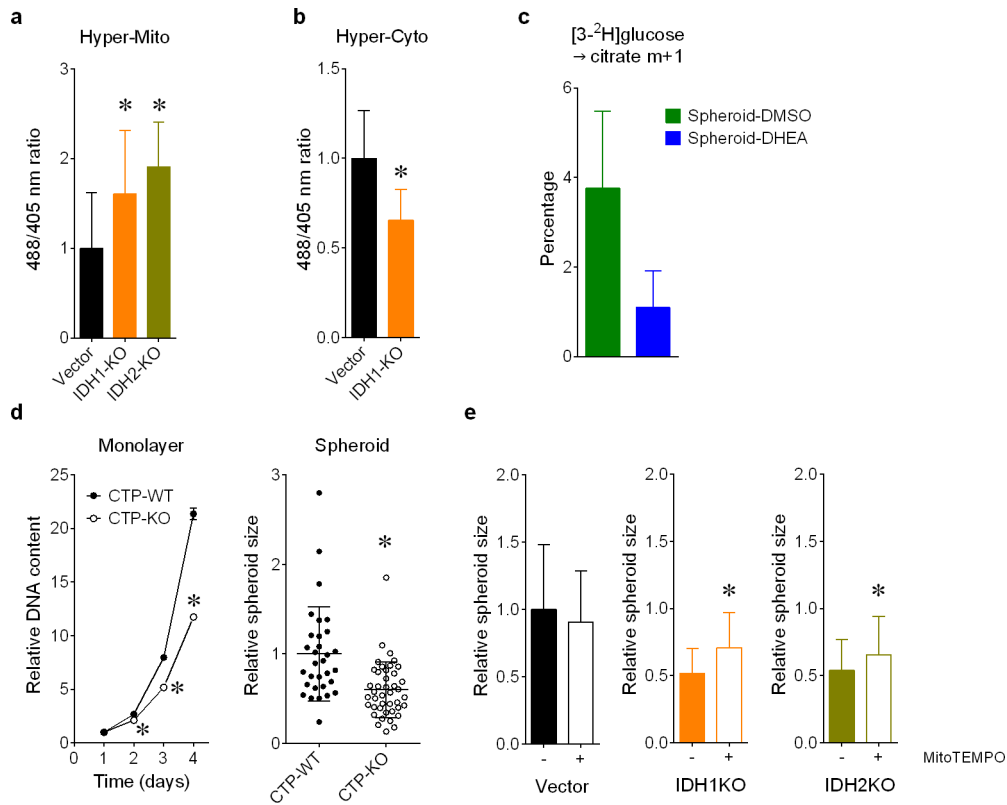 a
Hyper-Mito
488/405 nm ratio
3
2
1
0
Vector
IDH1-KO
IDH2-KO
*
*
b
Hyper-Cyto
488/405 nm ratio
1.5
1.0
0.5
0
Vector
IDH1-KO
*
c
[3-²H]glucose
→ citrate m+1
Percentage
6
4
2
0
Spheroid-DMSO
Spheroid-DHEA
d
Monolayer
Relative DNA content
25
20
15
10
5
0
CTP-WT
CTP-KO
*
*
*
0 1 2 3 4
Time (days)
Spheroid
Relative spheroid size
3
2
1
0
*
CTP-WT
CTP-KO
e
Relative spheroid size
2.0
1.5
1.0
0.5
0.0
- +
Vector
Relative spheroid size
2.0
1.5
1.0
0.5
0.0
*
- +
IDH1KO
Relative spheroid size
2.0
1.5
1.0
0.5
0.0
*
- +
IDH2KO
MitoTEMPO